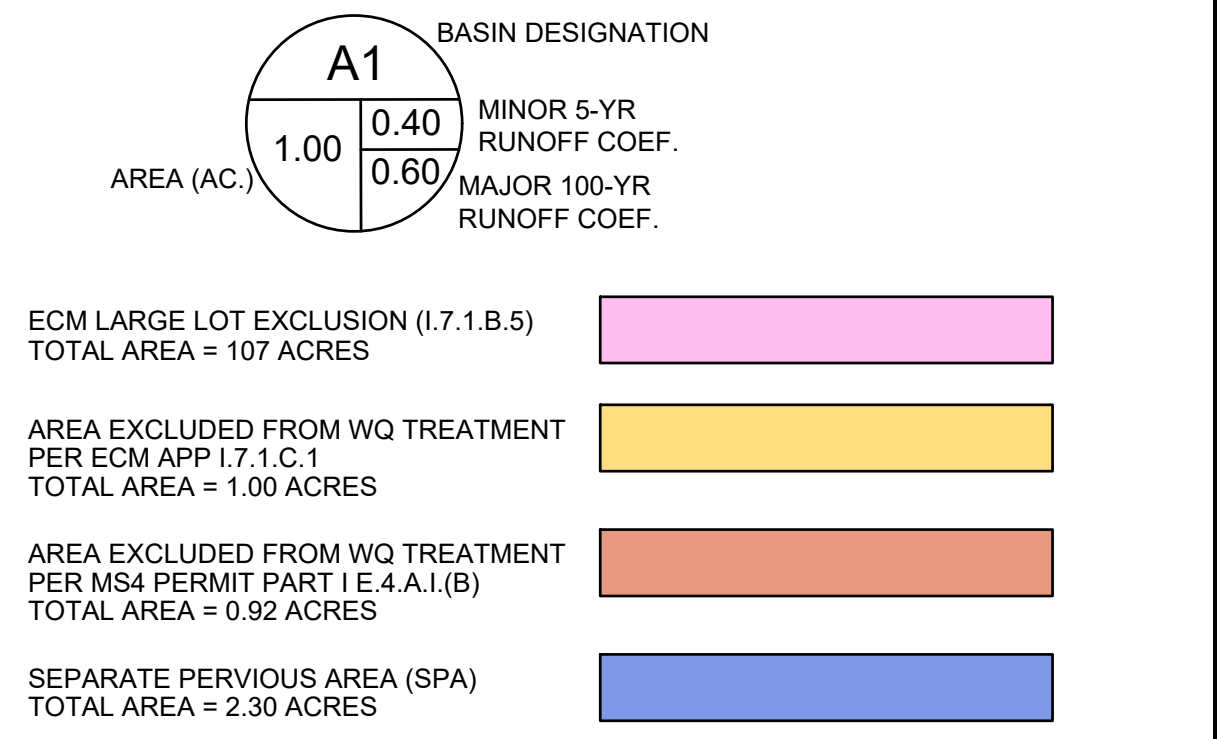 BASIN DESIGNATION
A1
MINOR 5-YR
RUNOFF COEF.
0.40
1.00
AREA (AC.)
0.60
MAJOR 100-YR
RUNOFF COEF.
ECM LARGE LOT EXCLUSION (I.7.1.B.5)
TOTAL AREA = 107 ACRES
AREA EXCLUDED FROM WQ TREATMENT
PER ECM APP I.7.1.C.1
TOTAL AREA = 1.00 ACRES
AREA EXCLUDED FROM WQ TREATMENT
PER MS4 PERMIT PART I E.4.A.I.(B)
TOTAL AREA = 0.92 ACRES
SEPARATE PERVIOUS AREA (SPA)
TOTAL AREA = 2.30 ACRES